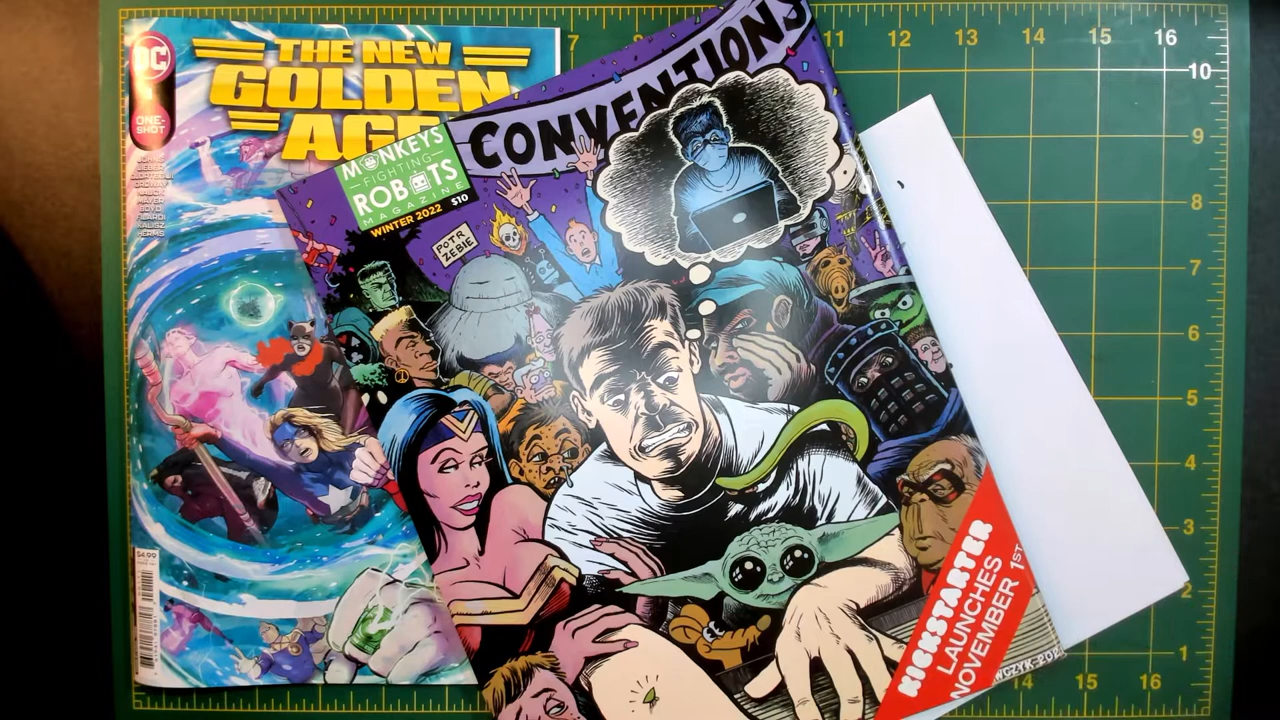 DC
ONE-
SHOT
THE NEW
GOLDEN
AGE
$4.99
CONVENTIONS
MONKEYS
FIGHTING
ROBOTS
MAGAZINE
WINTER 2022 $10
POTR
ZEBIE
KICKSTARTER
LAUNCHES
NOVEMBER 1ST
7 11 12 13 14 15 16
10
9
8
7
6
5
4
3
2
1
14 15 16